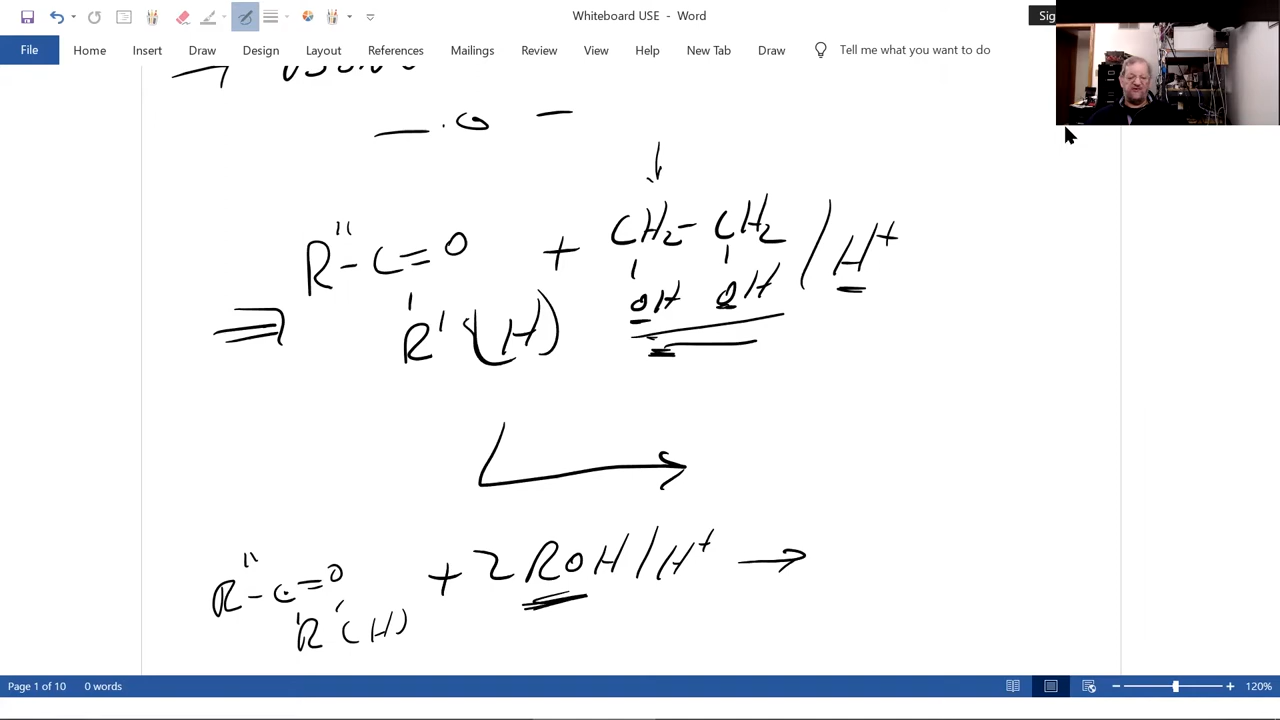 Whiteboard USE - Word
Sig
File Home Insert Draw Design Layout References Mailings Review View Help New Tab Draw Tell me what you want to do
R''-C=O + CH2-CH2 /H+
R'(H) OH OH
R''-C=O + 2 ROH/H+ →
R'(H)
Page 1 of 10 0 words 120%